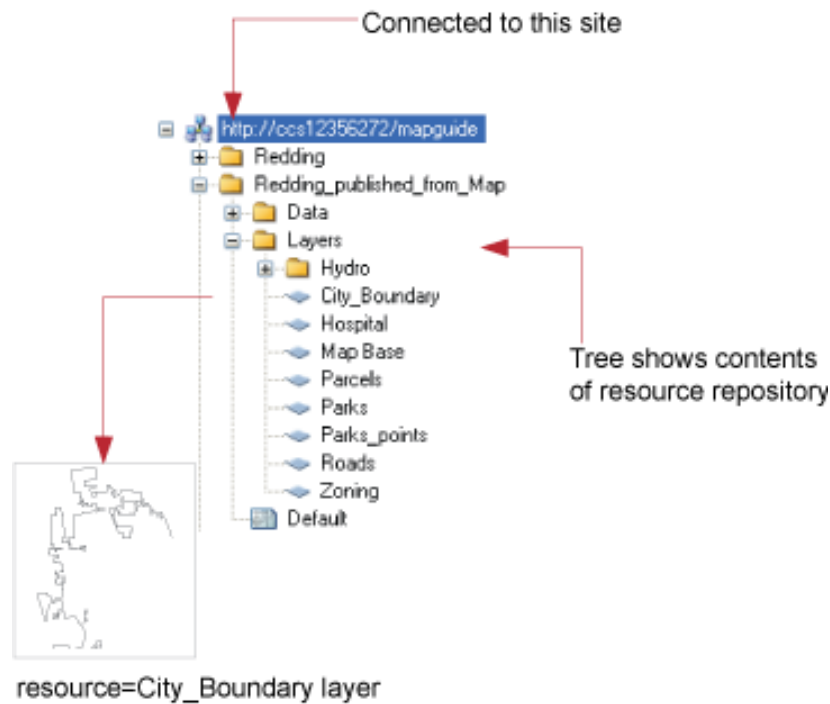 Connected to this site
http://ccs12356272/mapguide
Redding
Redding_published_from_Map
Data
Layers
Hydro
City_Boundary
Hospital
Map Base
Parcels
Parks
Parks_points
Roads
Zoning
Default
Tree shows contents
of resource repository
resource=City_Boundary layer